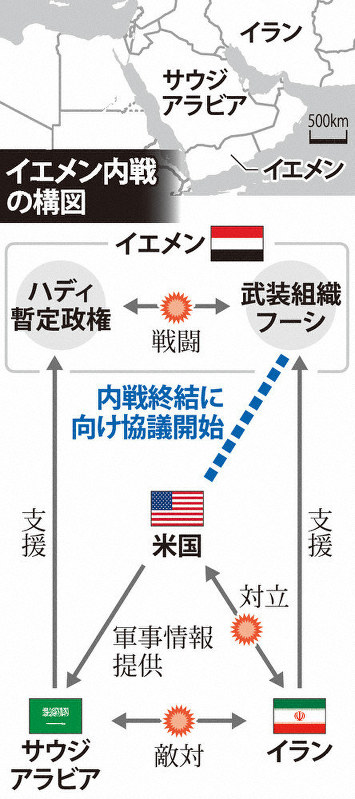 イラン
サウジ
アラビア
500km
イエメン
イエメン内戦
の構図
イエメン
ハディ
暫定政権
武装組織
フーシ
戦闘
内戦終結に
向け協議開始
米国
支援
支援
対立
軍事情報
提供
サウジ
アラビア
敵対
イラン